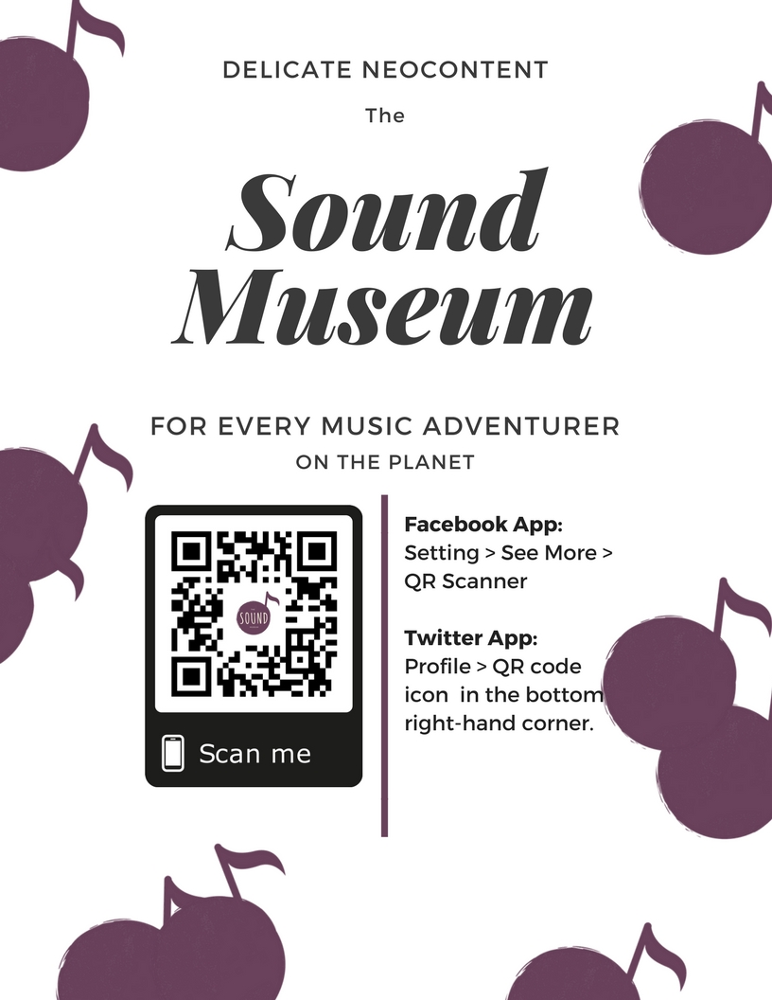 DELICATE NEOCONTENT
The
Sound
Museum
FOR EVERY MUSIC ADVENTURER
ON THE PLANET
Facebook App:
Setting > See More >
QR Scanner
Twitter App:
Profile > QR code
icon  in the bottom
right-hand corner.
SOUND
Scan me